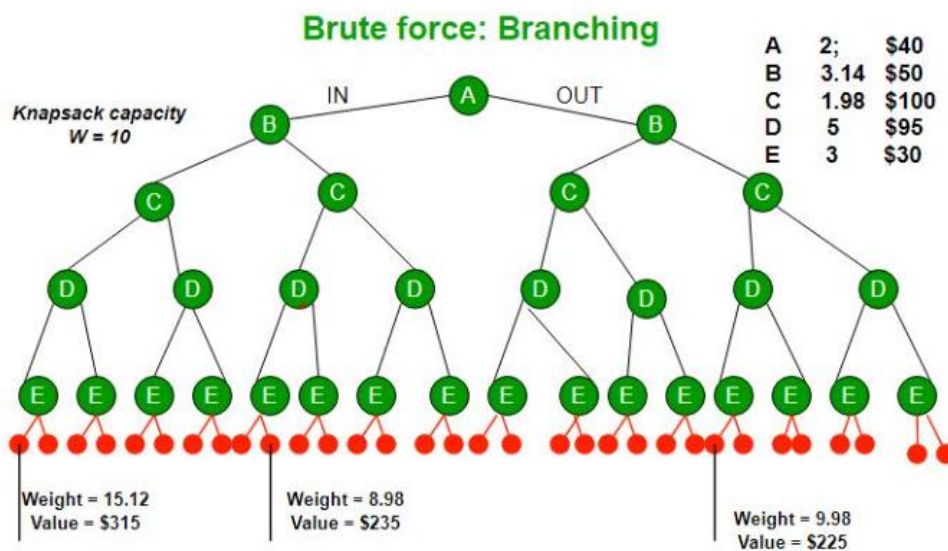 Brute force: Branching
A 2; $40
B 3.14 $50
C 1.98 $100
D 5 $95
E 3 $30
Knapsack capacity
W = 10
IN
OUT
A
B B
C C C C
D D D D D D D D
E E E E E E E E E E E E E E E E
Weight = 15.12
Value = $315
Weight = 8.98
Value = $235
Weight = 9.98
Value = $225